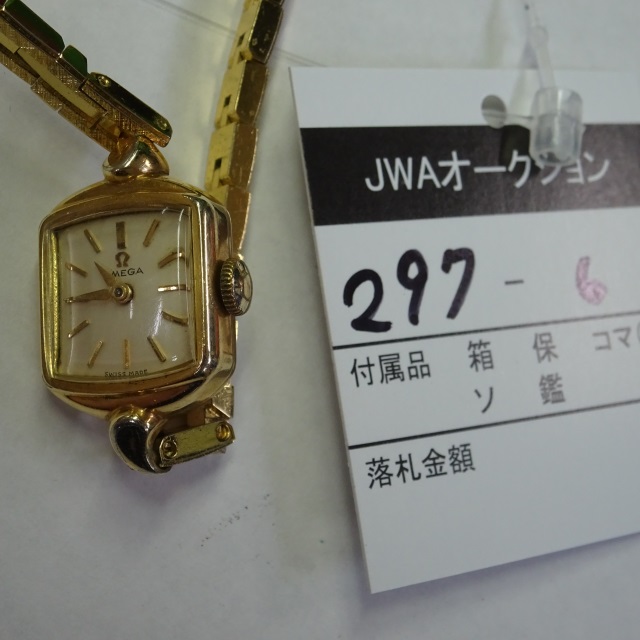 Ω
OMEGA
SWISS MADE
JWAオークション
297 - 6
付属品 箱 保 コマ
ソ 鑑
落札金額